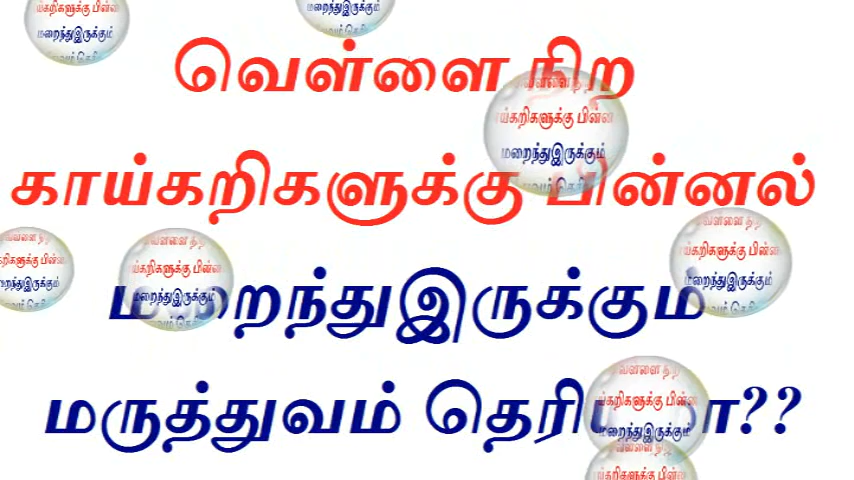 வெள்ளை நிற
காய்கறிகளுக்கு பின்னல்
மறைந்துஇருக்கும்
மருத்துவம் தெரியுமா??